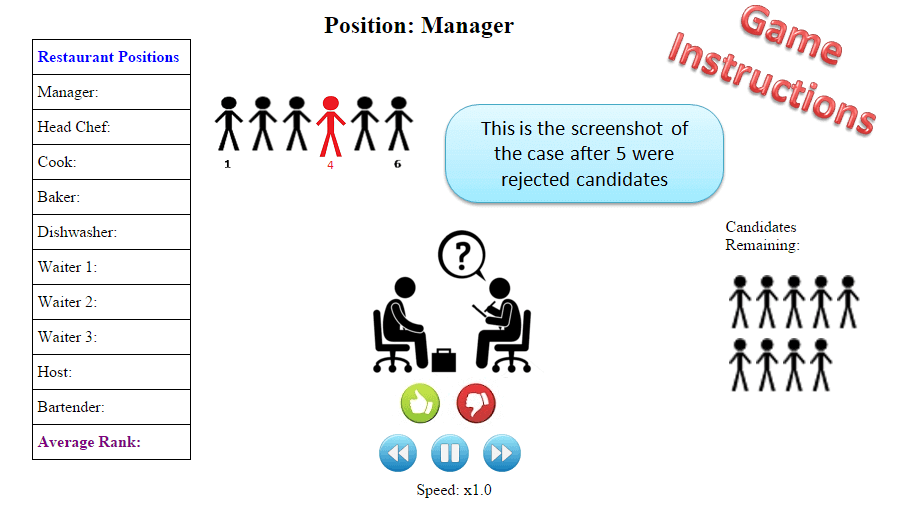 Position: Manager
Game
Instructions
Restaurant Positions
Manager:
Head Chef:
Cook:
Baker:
Dishwasher:
Waiter 1:
Waiter 2:
Waiter 3:
Host:
Bartender:
Average Rank:
1 4 6
This is the screenshot of
the case after 5 were
rejected candidates
?
Candidates
Remaining:
Speed: x1.0